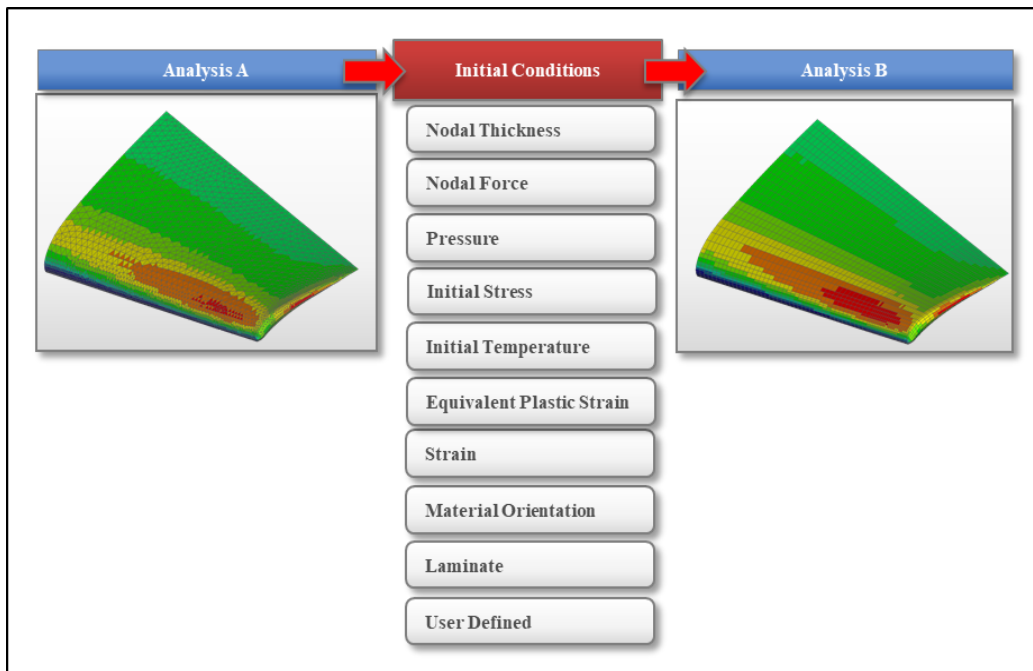 Analysis A
Initial Conditions
Analysis B
Nodal Thickness
Nodal Force
Pressure
Initial Stress
Initial Temperature
Equivalent Plastic Strain
Strain
Material Orientation
Laminate
User Defined